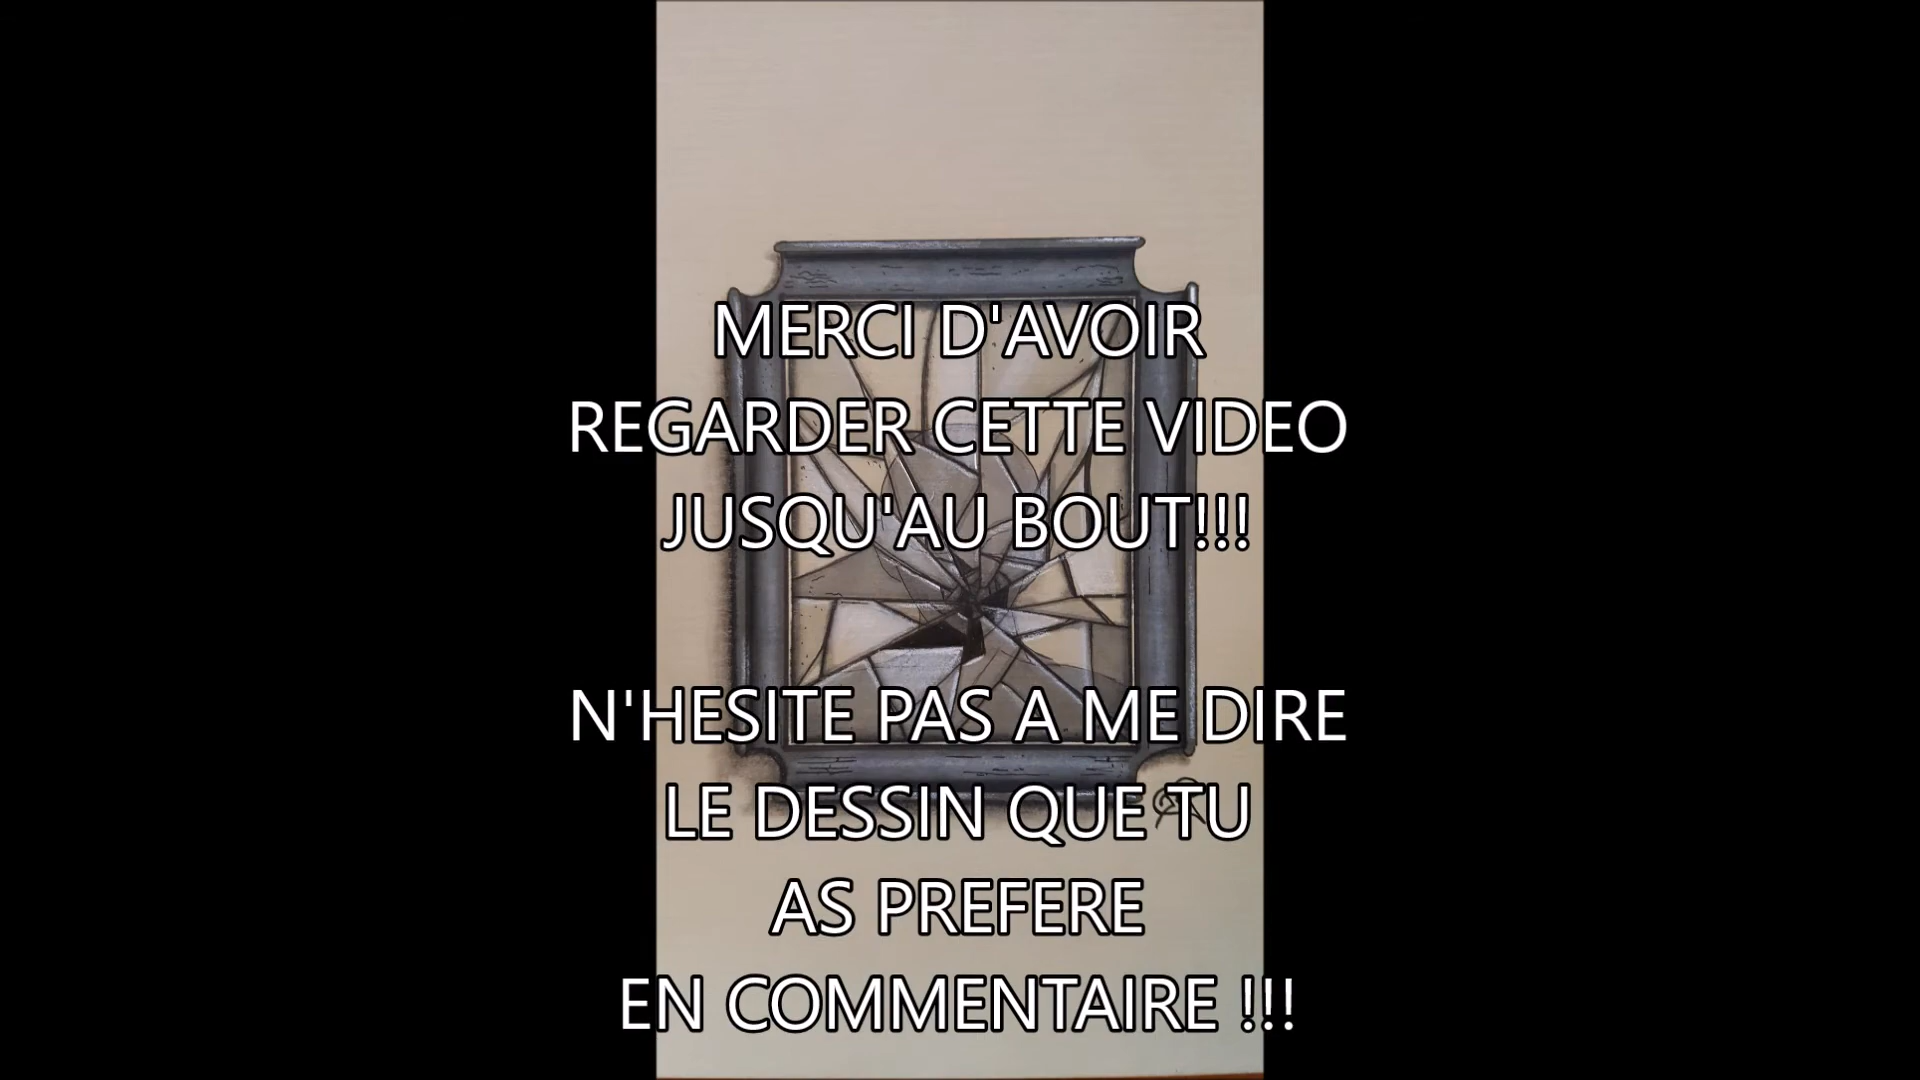 MERCI D'AVOIR
REGARDER CETTE VIDEO
JUSQU'AU BOUT!!!
N'HESITE PAS A ME DIRE
LE DESSIN QUE TU
AS PREFERE
EN COMMENTAIRE !!!